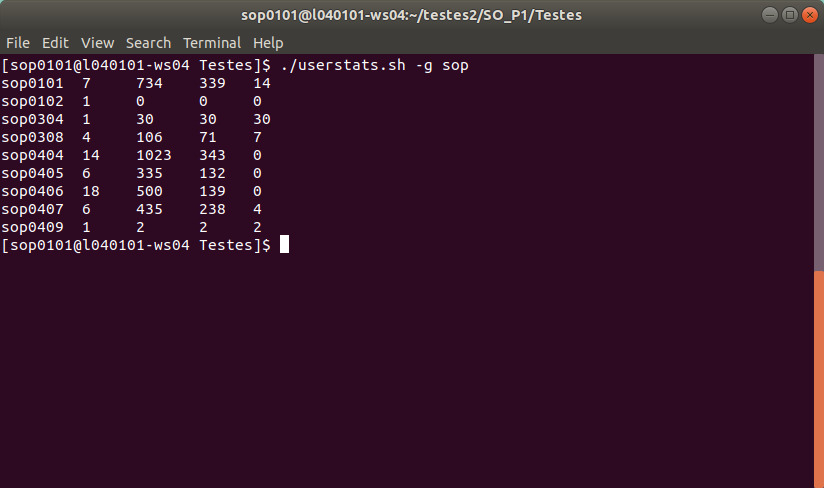 sop0101@l040101-ws04:~/testes2/SO_P1/Testes
File Edit View Search Terminal Help
[sop0101@l040101-ws04 Testes]$ ./userstats.sh -g sop
sop0101 7 734 339 14
sop0102 1 0 0 0
sop0304 1 30 30 30
sop0308 4 106 71 7
sop0404 14 1023 343 0
sop0405 6 335 132 0
sop0406 18 500 139 0
sop0407 6 435 238 4
sop0409 1 2 2 2
[sop0101@l040101-ws04 Testes]$